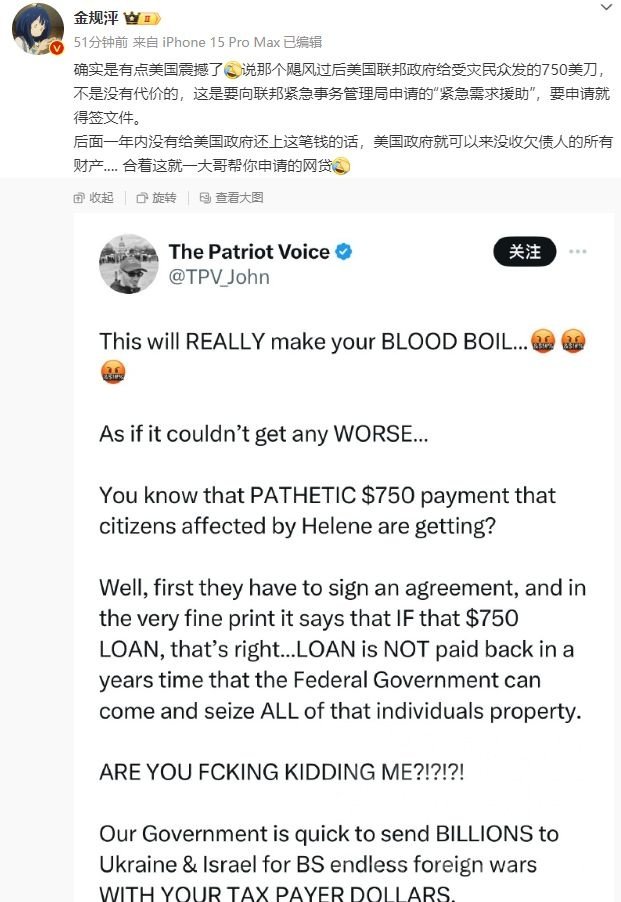 金规泙
51分钟前 来自 iPhone 15 Pro Max 已编辑
确实是有点美国震撼了说那个飓风过后美国联邦政府给受灾民众发的750美刀，
不是没有代价的，这是要向联邦紧急事务管理局申请的“紧急需求援助”，要申请就
得签文件。
后面一年内没有给美国政府还上这笔钱的话，美国政府就可以来没收欠债人的所有
财产.... 合着这就一大哥帮你申请的网贷
收起 旋转 查看大图
The Patriot Voice
@TPV_John
关注
This will REALLY make your BLOOD BOIL...
As if it couldn’t get any WORSE...
You know that PATHETIC $750 payment that
citizens affected by Helene are getting?
Well, first they have to sign an agreement, and in
the very fine print it says that IF that $750
LOAN, that’s right...LOAN is NOT paid back in a
years time that the Federal Government can
come and seize ALL of that individuals property.
ARE YOU FCKING KIDDING ME?!?!?!
Our Government is quick to send BILLIONS to
Ukraine & Israel for BS endless foreign wars
WITH YOUR TAX PAYER DOLLARS.